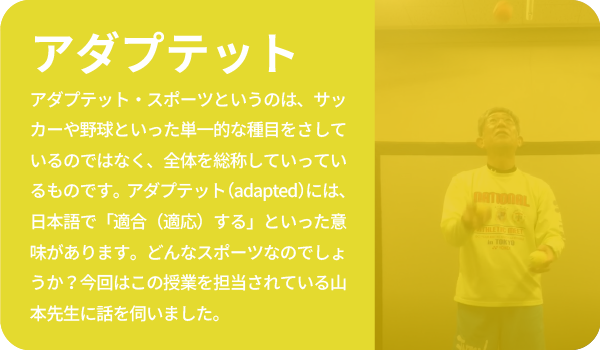 アダプテット
アダプテット・スポーツというのは、サッ
カーや野球といった単一的な種目をさして
いるのではなく、全体を総称していってい
るものです。アダプテット(adapted)には、
日本語で「適合（適応）する」といった意
味があります。どんなスポーツなのでしょ
うか？今回はこの授業を担当されている山
本先生に話を伺いました。